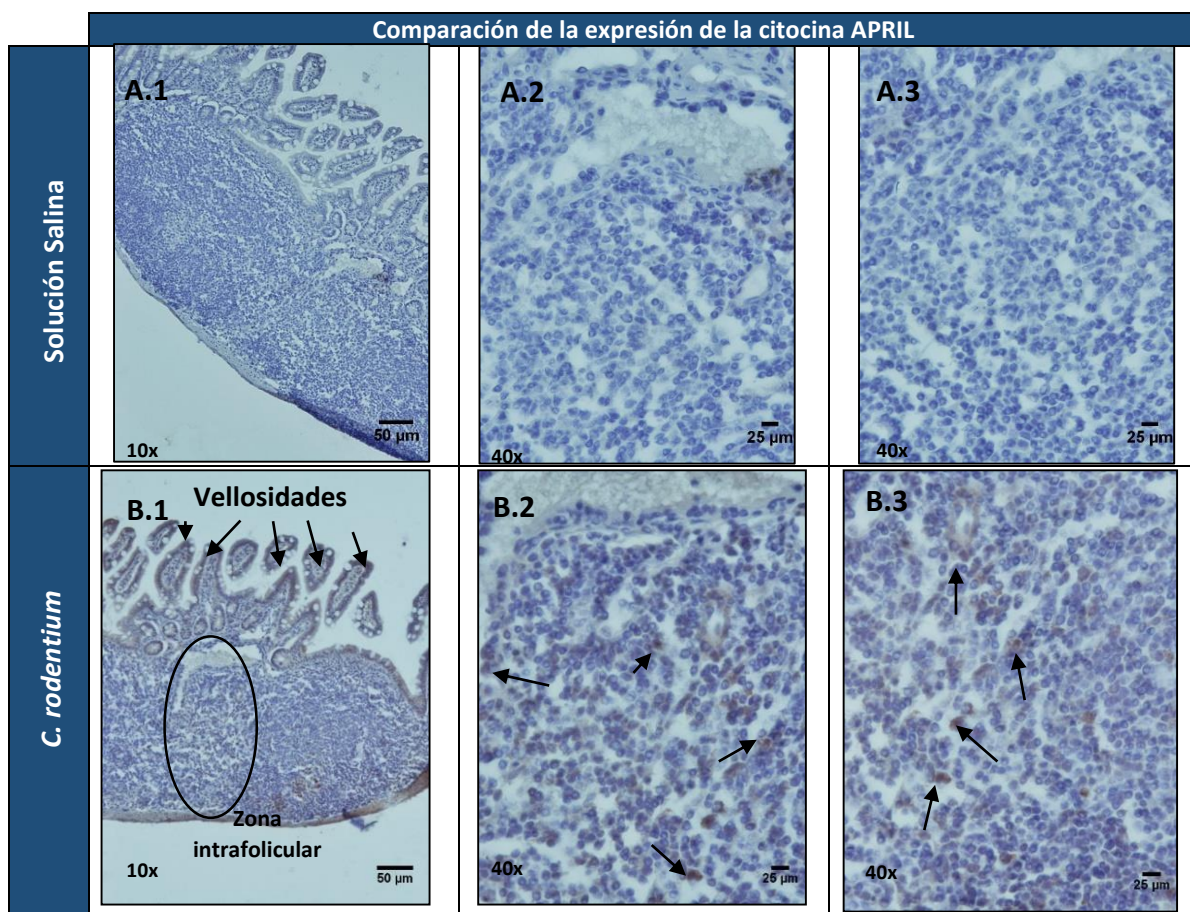 Comparación de la expresión de la citocina APRIL
Solución Salina
A.1
10x
50 µm
A.2
40x
25 µm
A.3
40x
25 µm
C. rodentium
B.1
Vellosidades
Zona
intrafolicular
10x
50 µm
B.2
40x
25 µm
B.3
40x
25 µm